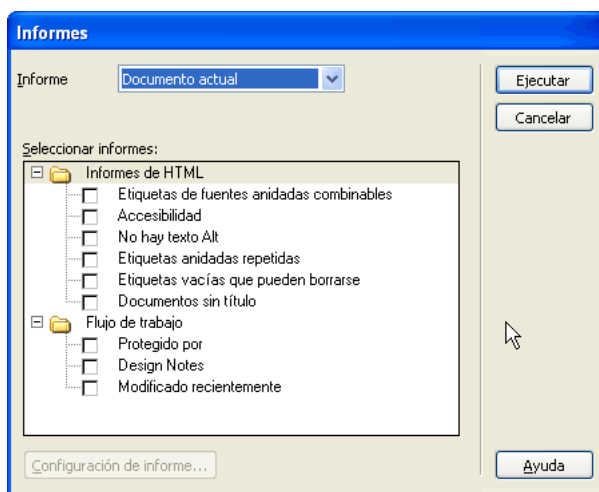 Informes
Informe
Documento actual
Ejecutar
Cancelar
Seleccionar informes:
Informes de HTML
Etiquetas de fuentes anidadas combinables
Accesibilidad
No hay texto Alt
Etiquetas anidadas repetidas
Etiquetas vacías que pueden borrarse
Documentos sin título
Flujo de trabajo
Protegido por
Design Notes
Modificado recientemente
Configuración de informe...
Ayuda